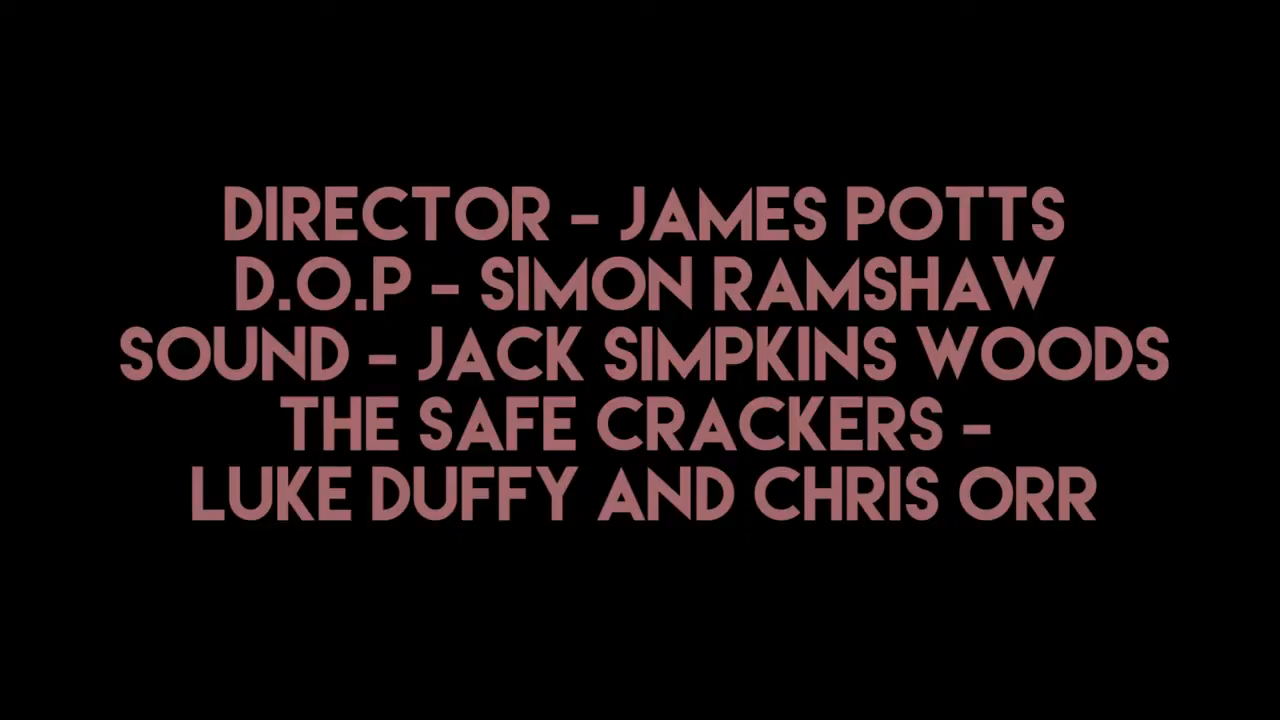 DIRECTOR - JAMES POTTS
D.O.P - SIMON RAMSHAW
SOUND - JACK SIMPKINS WOODS
THE SAFE CRACKERS -
LUKE DUFFY AND CHRIS ORR